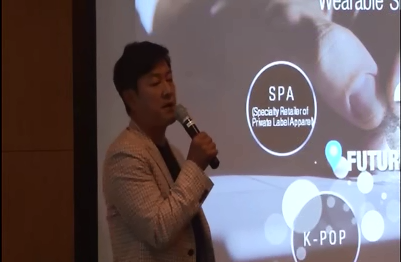 Wearable
SPA
(Specialty Retailer of
Private Label Apparel)
FUTUR
K-POP